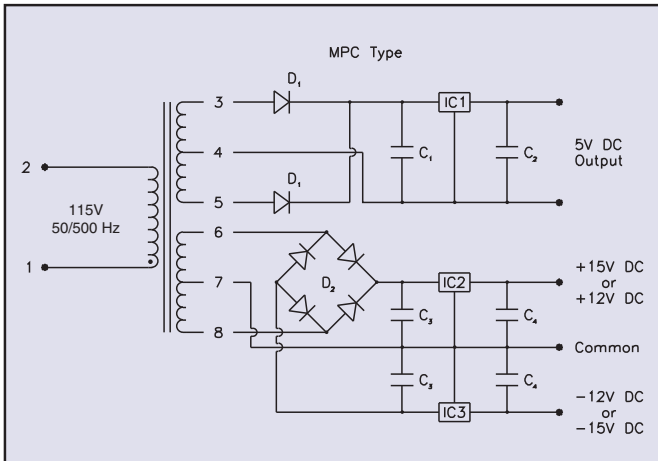 MPC Type
D1
3
IC1
4
C1
C2
5V DC
Output
D1
5
2
115V
50/500 Hz
1
6
7
8
D2
IC2
+15V DC
or
+12V DC
C3
C4
Common
C3
C4
IC3
−12V DC
or
−15V DC